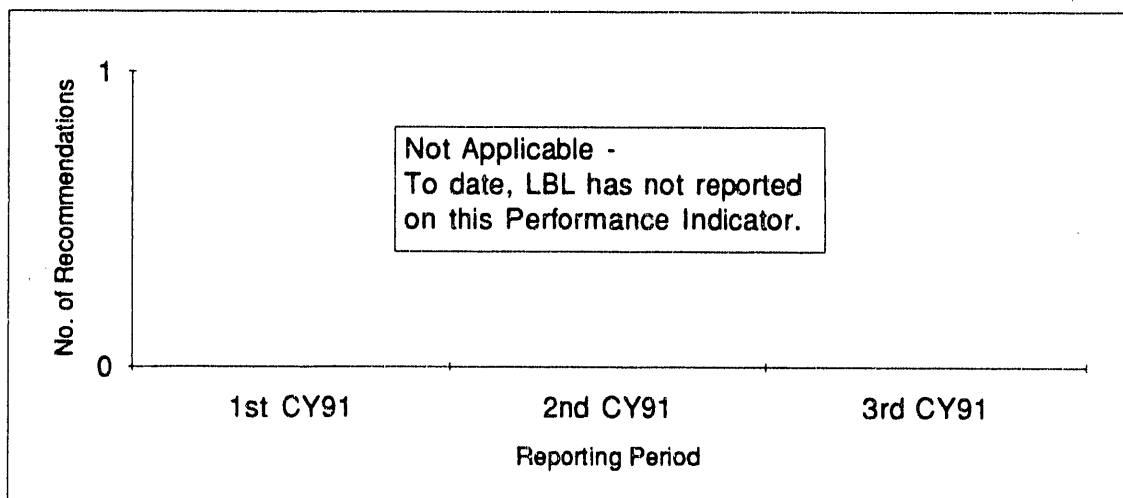 1
No. of Recommendations
Not Applicable -
To date, LBL has not reported
on this Performance Indicator.
0
1st CY91
2nd CY91
3rd CY91
Reporting Period